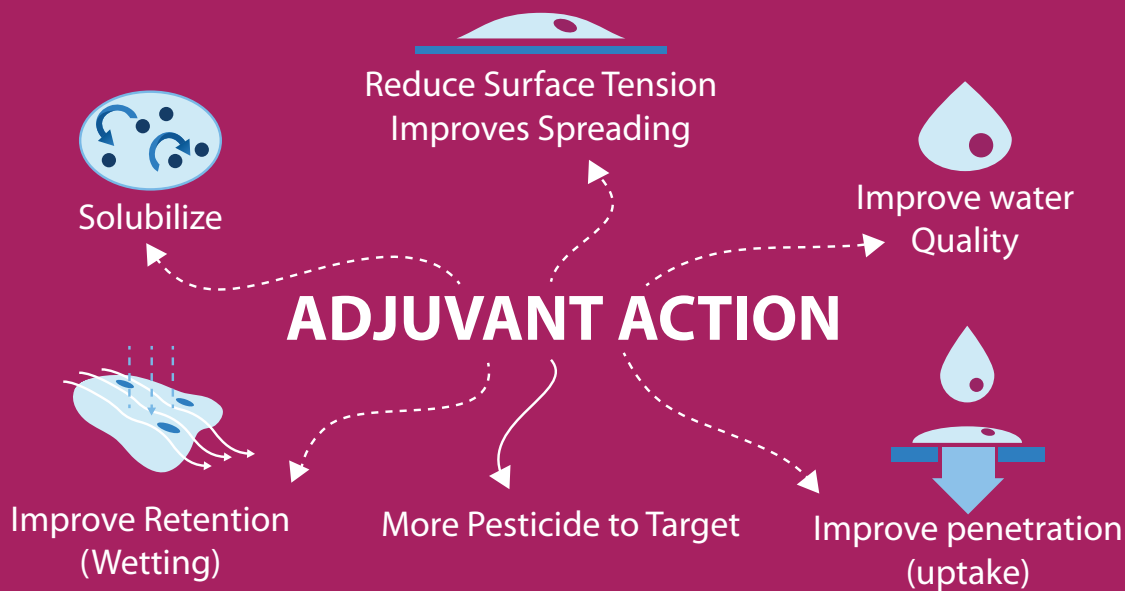 Reduce Surface Tension
Improves Spreading
Solubilize
Improve water
Quality
ADJUVANT ACTION
Improve Retention
(Wetting)
More Pesticide to Target
Improve penetration
(uptake)